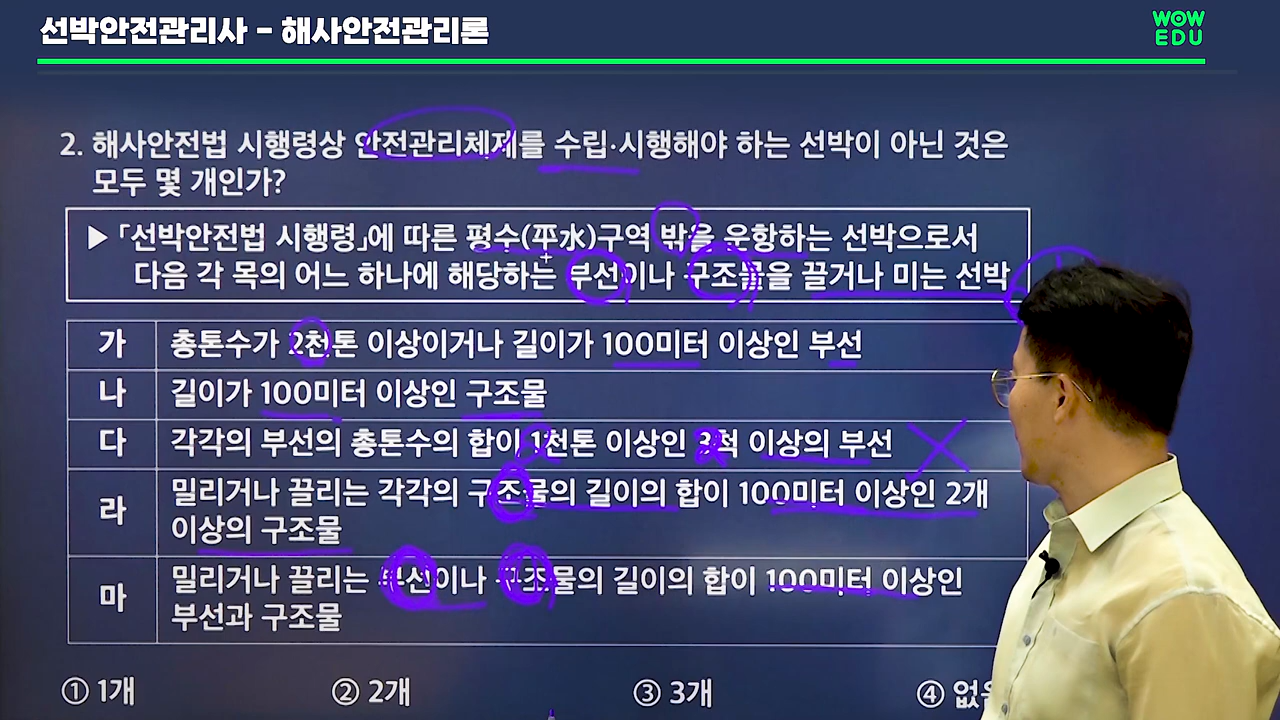 선박안전관리사 - 해사안전관리론
WOW
EDU
2. 해사안전법 시행령상 안전관리체제를 수립·시행해야 하는 선박이 아닌 것은
모두 몇 개인가?
▶ 「선박안전법 시행령」에 따른 평수(平水)구역 밖을 운항하는 선박으로서
다음 각 목의 어느 하나에 해당하는 부선이나 구조물을 끌거나 미는 선박
가 총톤수가 2천톤 이상이거나 길이가 100미터 이상인 부선
나 길이가 100미터 이상인 구조물
다 각각의 부선의 총톤수의 합이 1천톤 이상인 3척 이상의 부선
라 밀리거나 끌리는 각각의 구조물의 길이의 합이 100미터 이상인 2개
이상의 구조물
마 밀리거나 끌리는 부선이나 구조물의 길이의 합이 100미터 이상인
부선과 구조물
① 1개 ② 2개 ③ 3개 ④